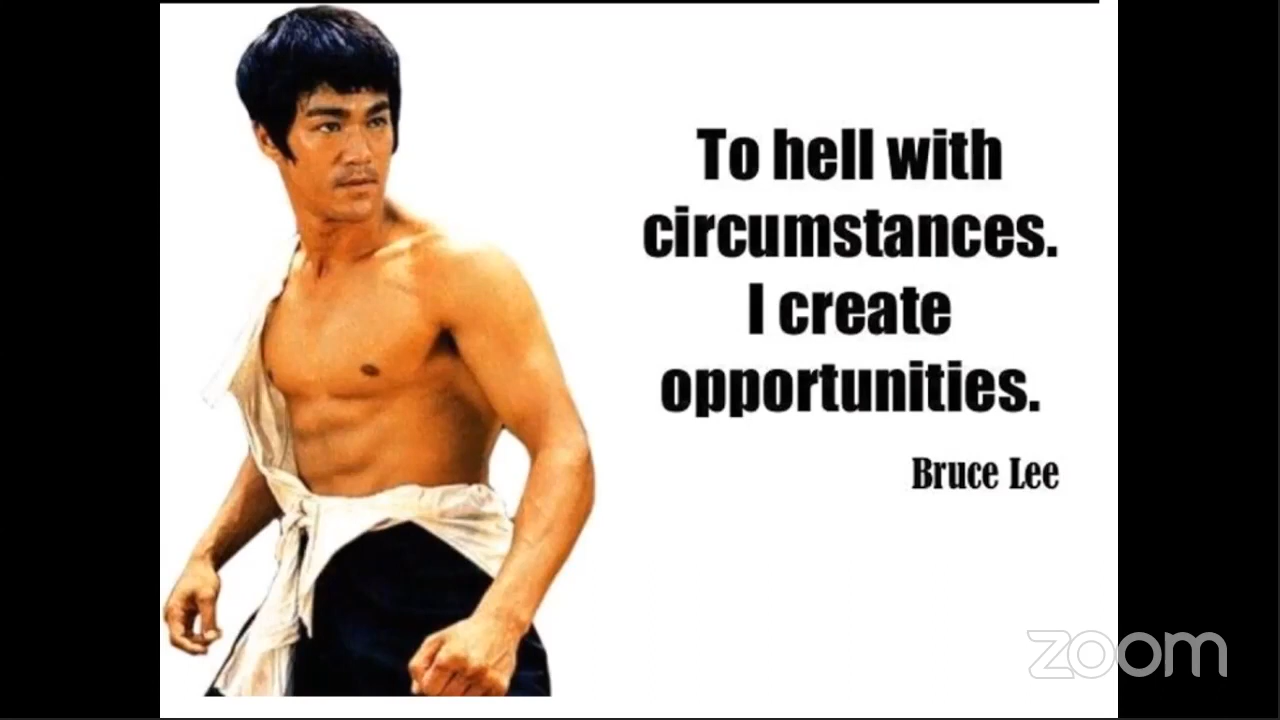 To hell with
circumstances.
I create
opportunities.
Bruce Lee
zoom